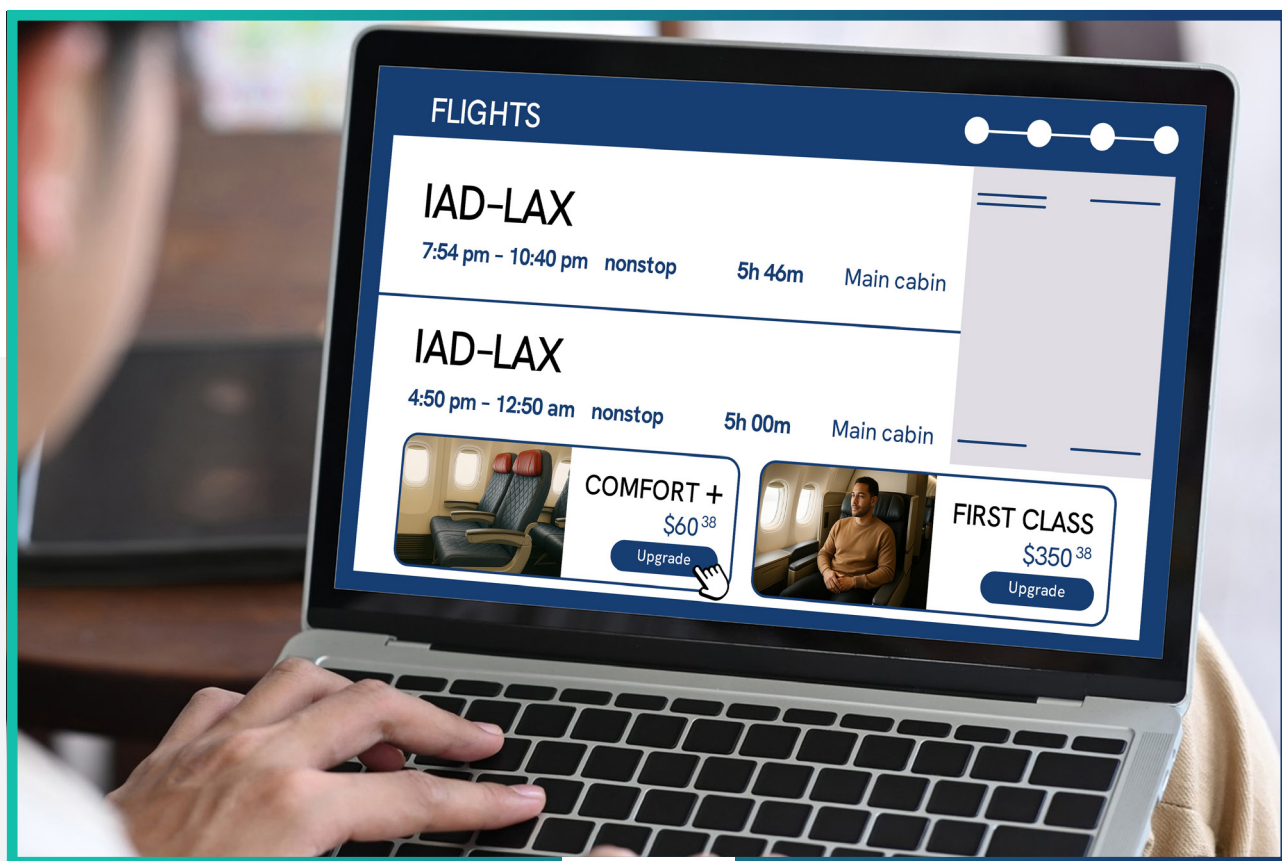 FLIGHTS
IAD-LAX
7:54 pm - 10:40 pm nonstop 5h 46m Main cabin
IAD-LAX
4:50 pm - 12:50 am nonstop 5h 00m Main cabin
COMFORT +
$60 38
Upgrade
FIRST CLASS
$350 38
Upgrade